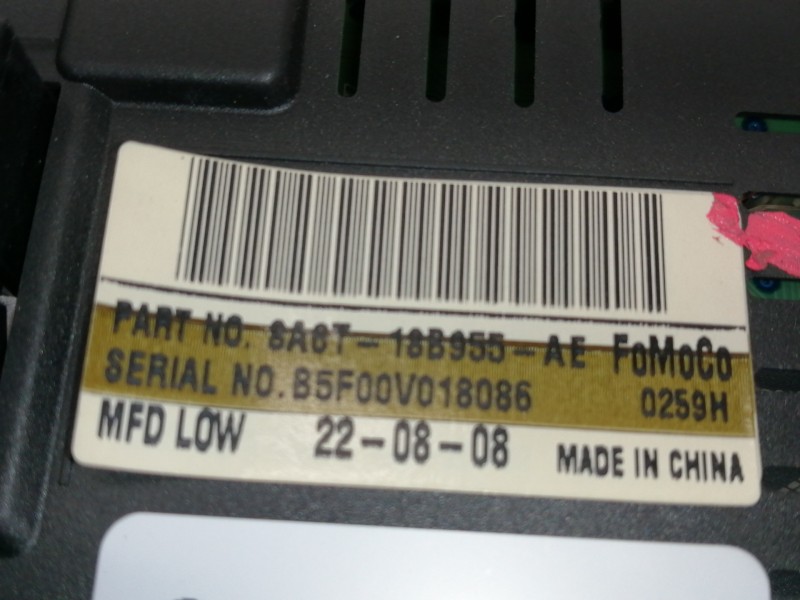 PART NO. 8A6T-18B955-AE FoMoCo
SERIAL NO. B5F00V018086 0259H
MFD LOW 22-08-08 MADE IN CHINA